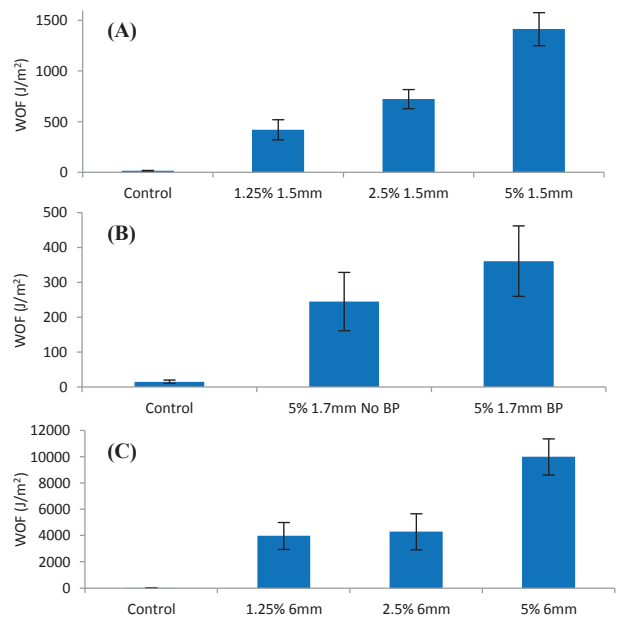 (A)
WOF (J/m²)
1500
1000
500
0
Control 1.25% 1.5mm 2.5% 1.5mm 5% 1.5mm
(B)
WOF (J/m²)
500
400
300
200
100
0
Control 5% 1.7mm No BP 5% 1.7mm BP
(C)
WOF (J/m²)
12000
10000
8000
6000
4000
2000
0
Control 1.25% 6mm 2.5% 6mm 5% 6mm